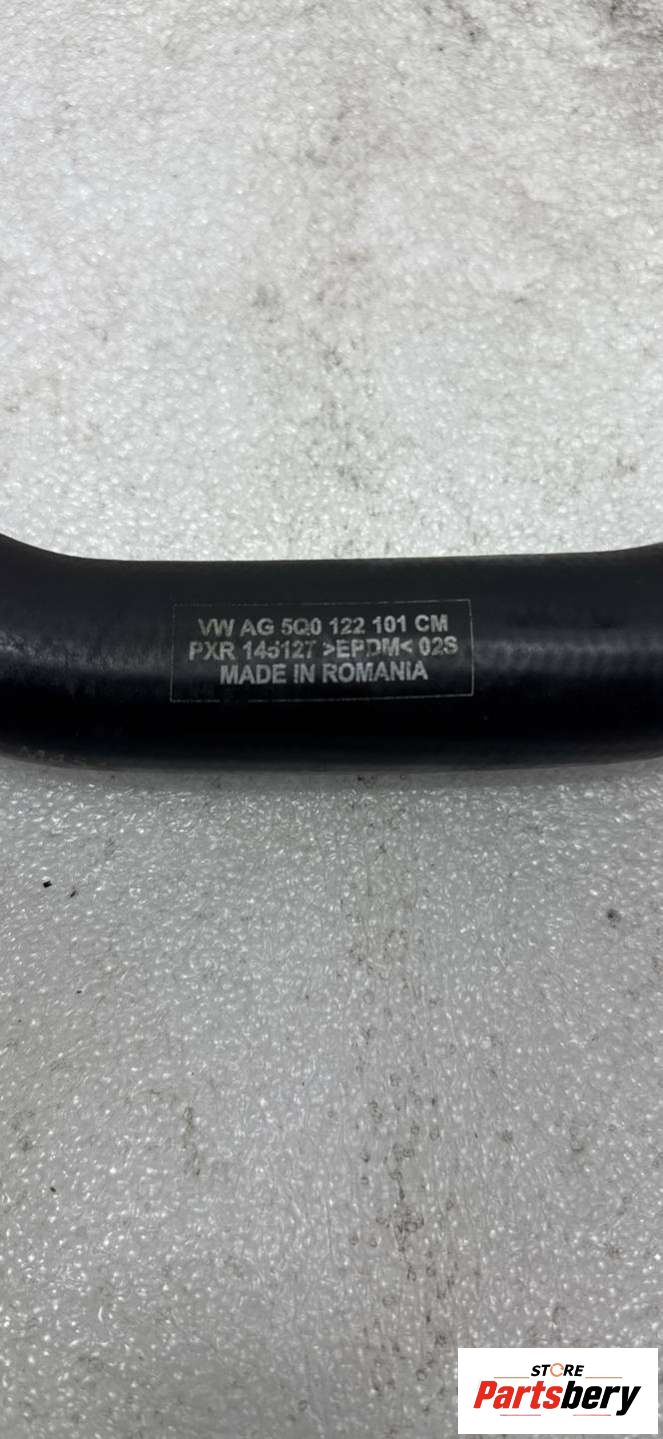 VW AG 5Q0 122 101 CM
PXR 145127 >EPDM< 02S
MADE IN ROMANIA
STORE
Partsbery